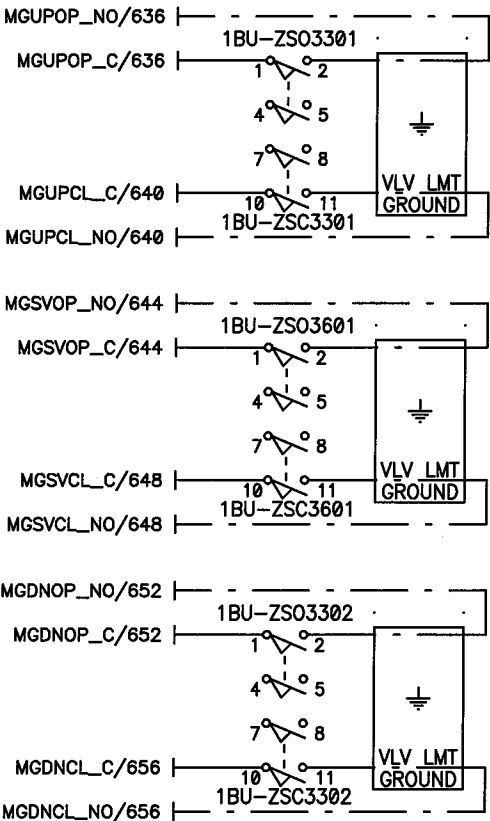 MGUPOP_NO/636
1BU-ZSO3301
MGUPOP_C/636
1 2
4 5
7 8
MGUPCL_C/640
10 11
VLV LMT
GROUND
1BU-ZSC3301
MGUPCL_NO/640
MGSVOP_NO/644
1BU-ZSO3601
MGSVOP_C/644
1 2
4 5
7 8
MGSVCL_C/648
10 11
VLV LMT
GROUND
1BU-ZSC3601
MGSVCL_NO/648
MGDNOP_NO/652
1BU-ZSO3302
MGDNOP_C/652
1 2
4 5
7 8
MGDNCL_C/656
10 11
VLV LMT
GROUND
1BU-ZSC3302
MGDNCL_NO/656